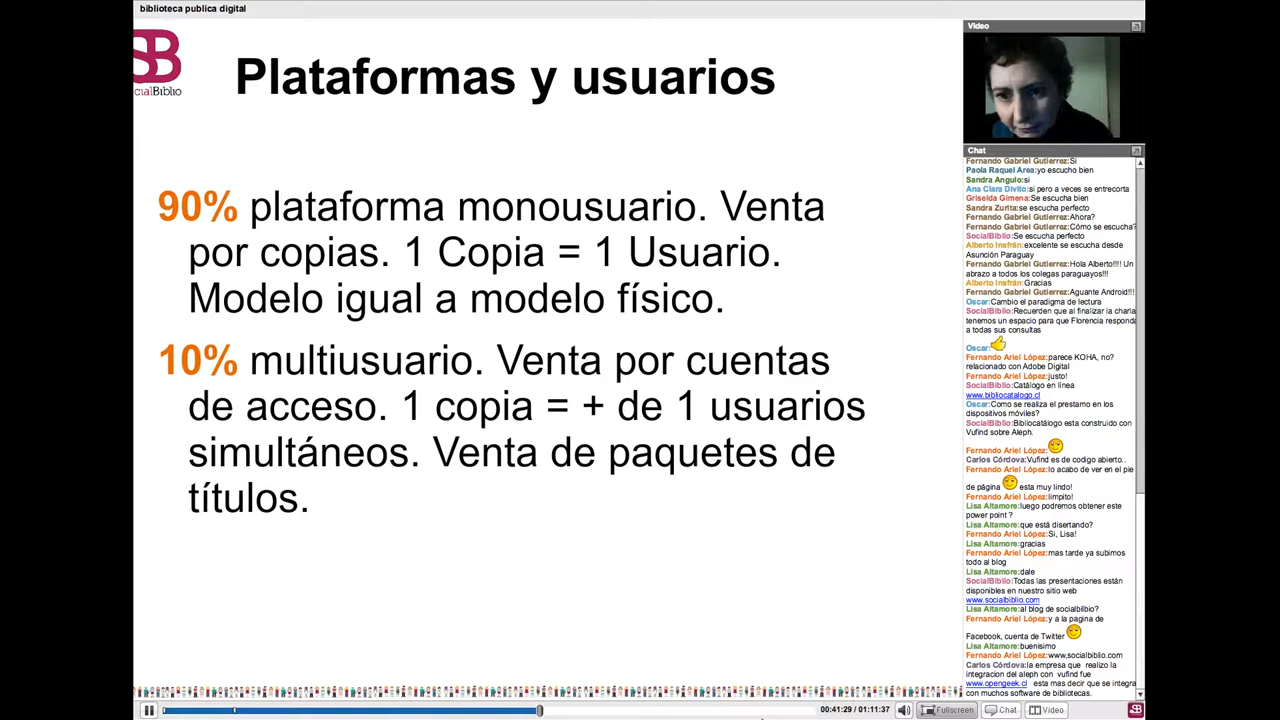 biblioteca publica digital
SB
cialBiblio
Plataformas y usuarios
90% plataforma monousuario. Venta
por copias. 1 Copia = 1 Usuario.
Modelo igual a modelo físico.
10% multiusuario. Venta por cuentas
de acceso. 1 copia = + de 1 usuarios
simultáneos. Venta de paquetes de
títulos.
Video
Chat
Fernando Gabriel Gutierrez:Si
Paola Raquel Area:yo escucho bien
Sandra Angulo:si
Ana Clara Divito:si pero a veces se entrecorta
Griselda Gimena:Se escucha bien
Sandra Zurita:se escucha perfecto
Fernando Gabriel Gutierrez:Ahora?
Fernando Gabriel Gutierrez:Cómo se escucha?
SocialBiblio:Se escucha perfecto
Alberto Insfrán:excelente se escucha desde
Asunción Paraguay
Fernando Gabriel Gutierrez:Hola Alberto!!!! Un
abrazo a todos los colegas paraguayos!!!
Alberto Insfrán:Gracias
Fernando Gabriel Gutierrez:Aguante Android!!!
Oscar:Cambio el paradigma de lectura
SocialBiblio:Recuerden que al finalizar la charla
tenemos un espacio para que Florencia responda
a todas sus consultas
Oscar:
Fernando Ariel López:parece KOHA, no?
relacionado con Adobe Digital
Fernando Ariel López:justo!
SocialBiblio:Catálogo en línea
www.bibliocatalogo.cl
Oscar:Como se realiza el prestamo en los
dispositivos móviles?
SocialBiblio:Bibliocatálogo esta construido con
Vufind sobre Aleph.
Fernando Ariel López:
Carlos Córdova:Vufind es de codigo abierto..
Fernando Ariel López:lo acabo de ver en el pie
de página esta muy lindo!
Fernando Ariel López:limpito!
Lisa Altamore:luego podremos obtener este
power point ?
Lisa Altamore:que está disertando?
Fernando Ariel López:Si, Lisa!
Lisa Altamore:gracias
Fernando Ariel López:mas tarde ya subimos
todo al blog
Lisa Altamore:dale
SocialBiblio:Todas las presentaciones están
disponibles en nuestro sitio web
www.socialbiblio.com
Lisa Altamore:al blog de socialbilbio?
Fernando Ariel López:y a la pagina de
Facebook, cuenta de Twitter
Lisa Altamore:buenisimo
Fernando Ariel López:www,socialbiblio.com
Carlos Córdova:la empresa que realizo la
integracion del aleph con vufind fue
www.opengeek.cl esta mas decir que se integra
con muchos software de bibliotecas.
00:41:29 / 01:11:37
Fullscreen
Chat
Video
SB